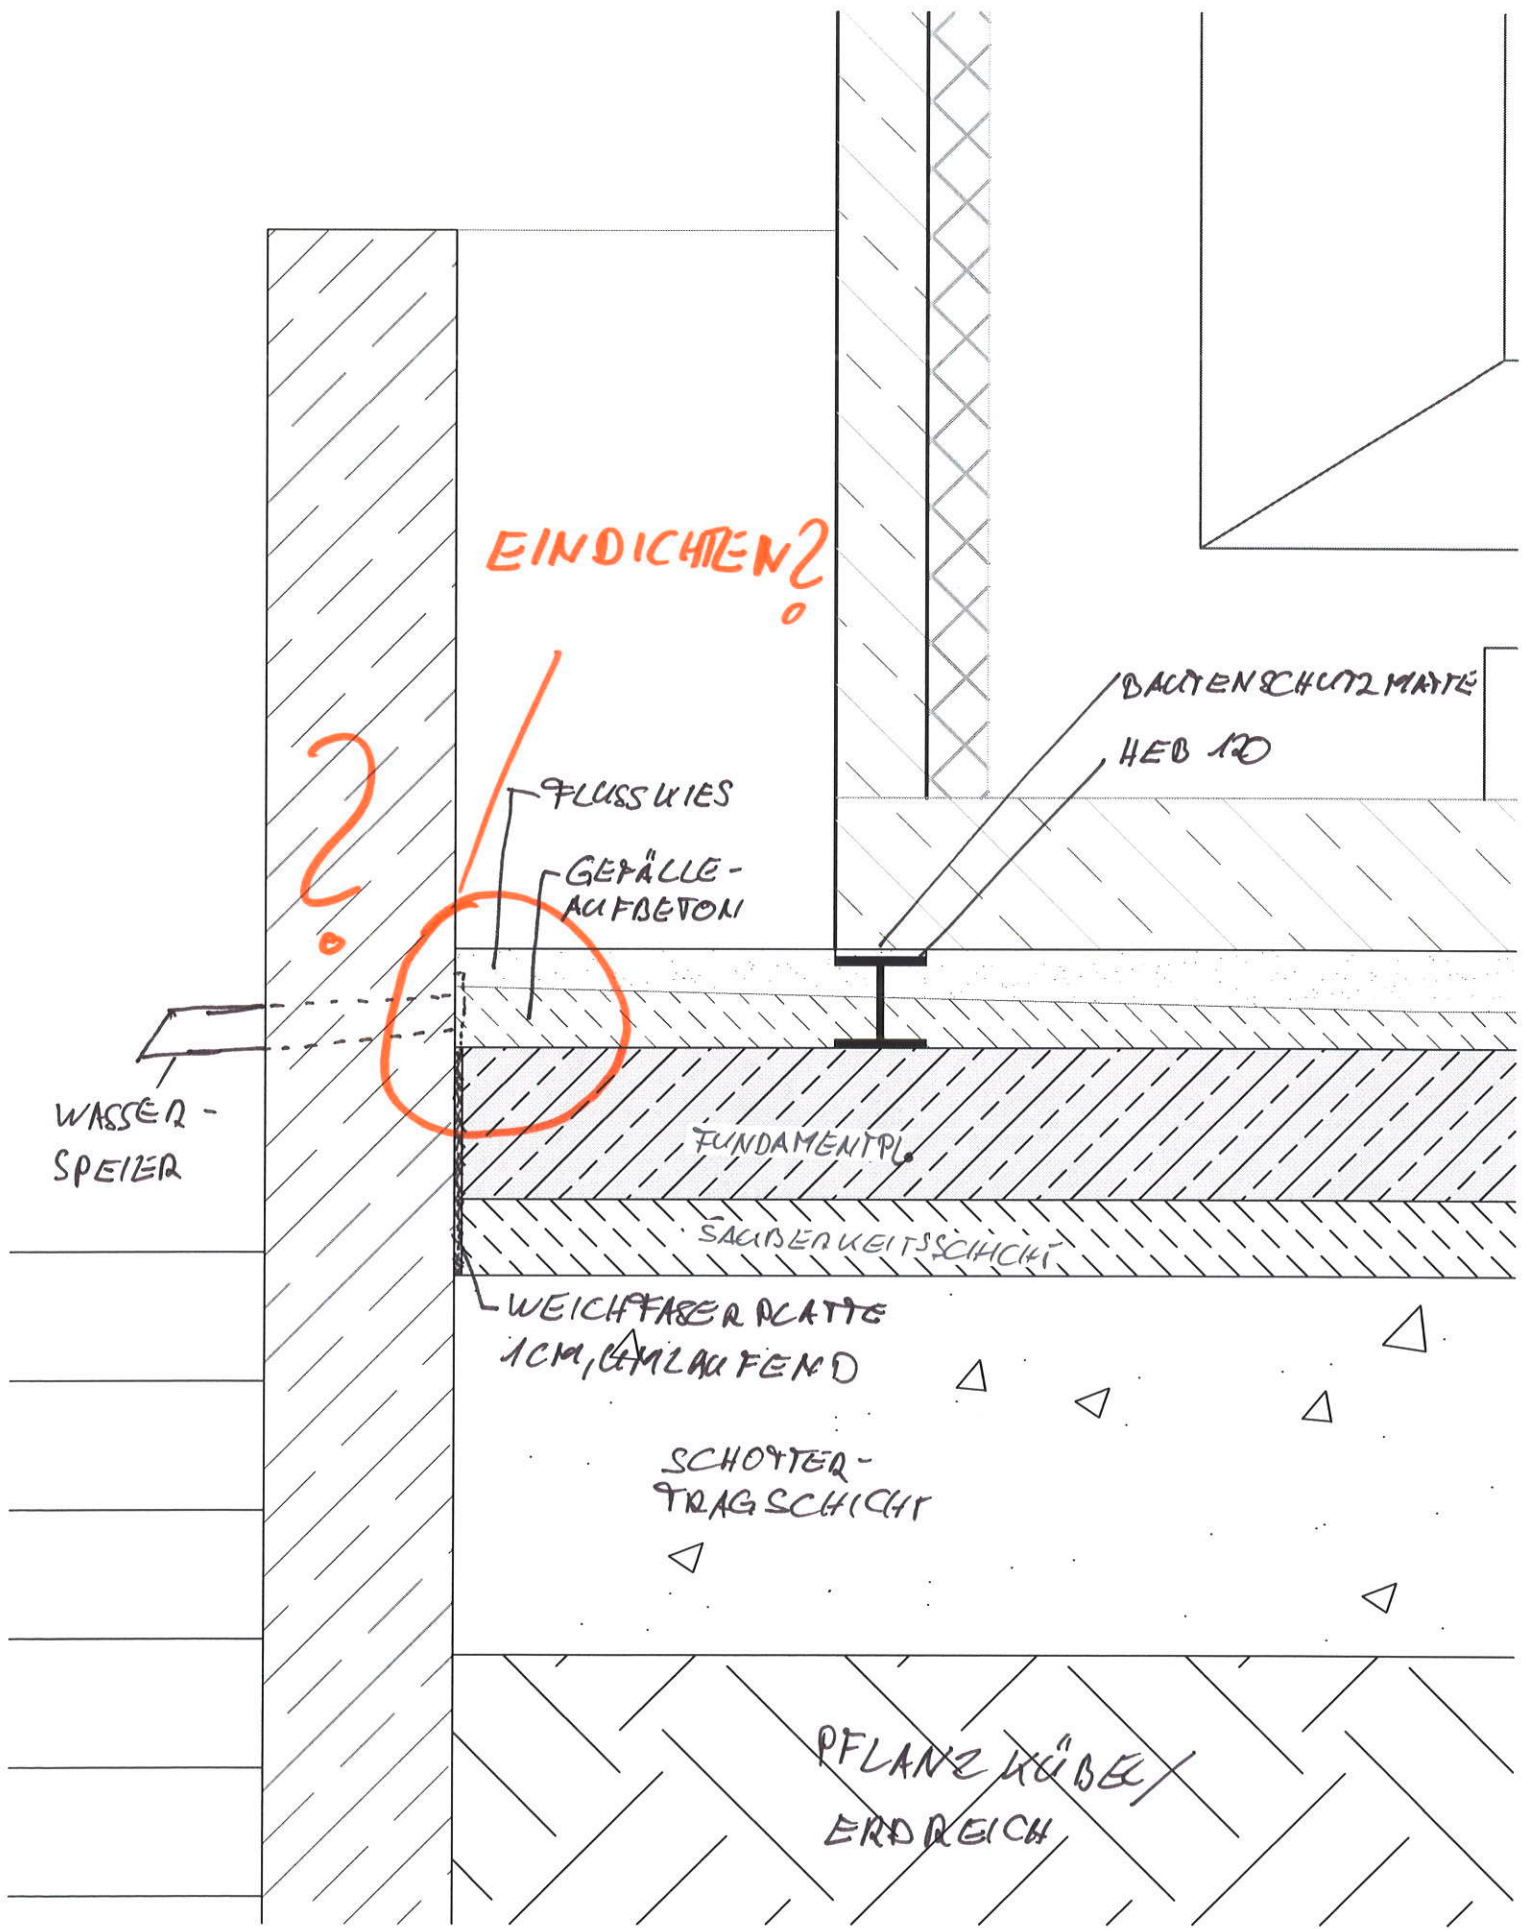 EINDICHTEN?
?
BAUTENSCHUTZMATTE
HEB 120
FLUSSKIES
GEFÄLLE-
AUFBETON
WASSER-
SPEIER
FUNDAMENTPL.
SAUBERKEITSSCHICHT
WEICHFASERPLATTE
1CM, UMLAUFEND
SCHOTTER-
TRAGSCHICHT
PFLANZKÜBEL/
ERDREICH